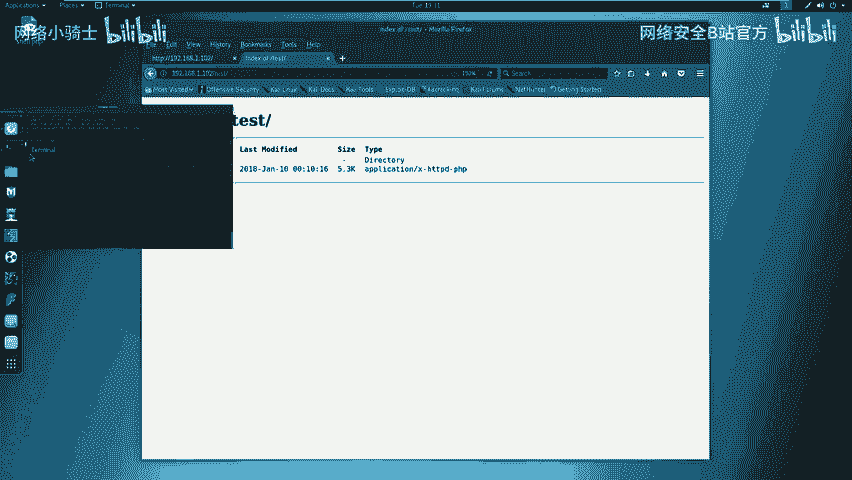 Applications Places Terminal Tue 19:11
网络小骑士 bilibili
网络安全B站官方 bilibili
Index of /test/ - Mozilla Firefox
File Edit View History Bookmarks Tools Help
http://192.168.1.102/ Index of /test/
192.168.1.102/test/ Search
Most Visited Offensive Security Kali Linux Kali Docs Kali Tools Exploit-DB Aircrack-ng Kali Forums NetHunter Getting Started
test/
Last Modified Size Type
- Directory
2018-Jan-10 00:10:16 5.3K application/x-httpd-php
Terminal